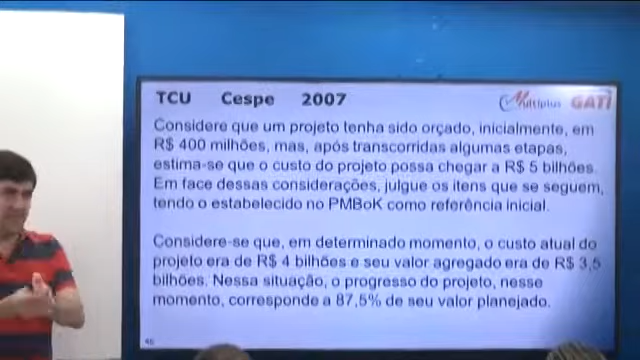 TCU Cespe 2007
Multiplus GATI
Considere que um projeto tenha sido orçado, inicialmente, em
R$ 400 milhões, mas, após transcorridas algumas etapas,
estima-se que o custo do projeto possa chegar a R$ 5 bilhões.
Em face dessas considerações, julgue os itens que se seguem,
tendo o estabelecido no PMBoK como referência inicial.
Considere-se que, em determinado momento, o custo atual do
projeto era de R$ 4 bilhões e seu valor agregado era de R$ 3,5
bilhões. Nessa situação, o progresso do projeto, nesse
momento, corresponde a 87,5% de seu valor planejado.